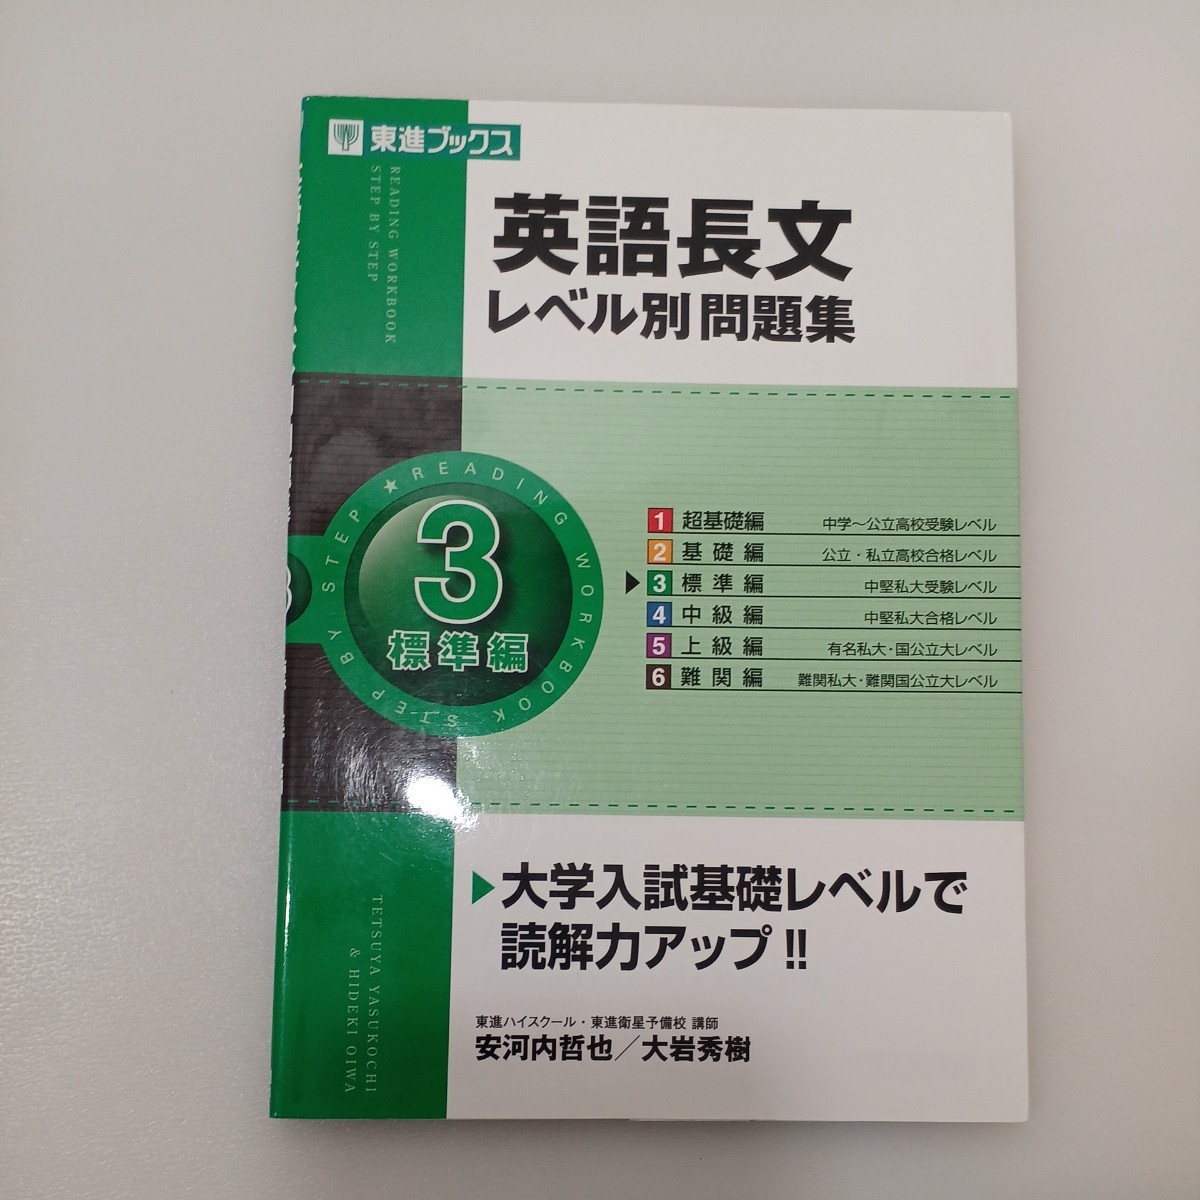 東進ブックス
READING WORKBOOK
STEP BY STEP
英語長文
レベル別問題集
★READING WORKBOOK STEP BY STEP
3
標準編
1 超基礎編 中学〜公立高校受験レベル
2 基礎編 公立・私立高校合格レベル
▶3 標準編 中堅私大受験レベル
4 中級編 中堅私大合格レベル
5 上級編 有名私大・国公立大レベル
6 難関編 難関私大・難関国公立大レベル
▶大学入試基礎レベルで
読解力アップ!!
東進ハイスクール・東進衛星予備校 講師
安河内哲也／大岩秀樹
TETSUYA YASUKOCHI
& HIDEKI OIWA